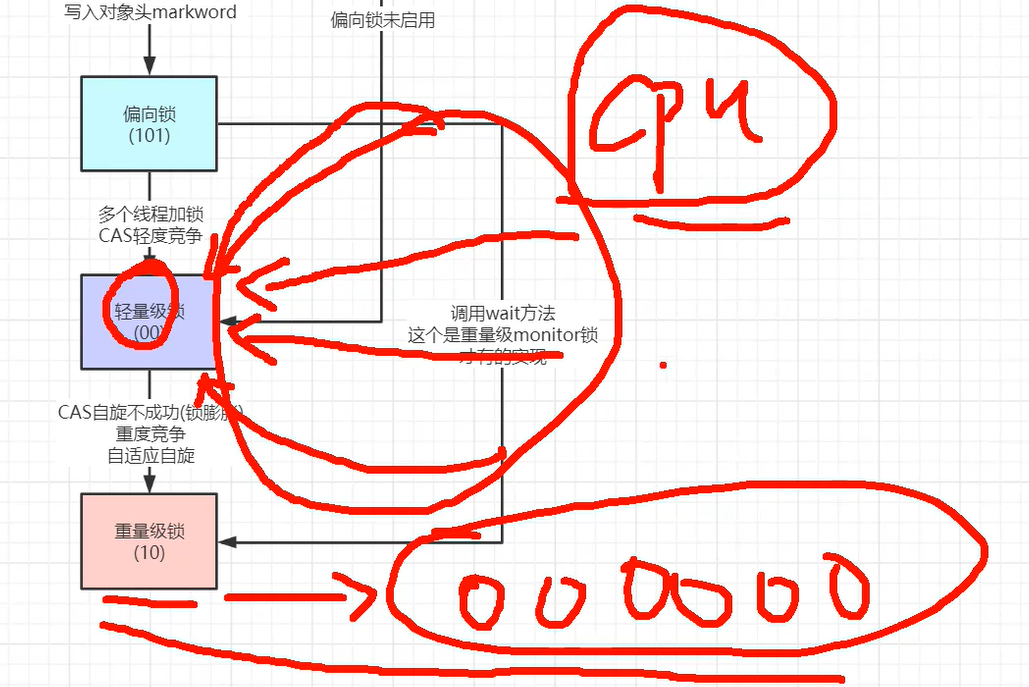 写入对象头markword
偏向锁未启用
偏向锁
(101)
cpu
多个线程加锁
CAS轻度竞争
轻量级锁
(00)
调用wait方法
这个是重量级monitor锁
才有的实现
CAS自旋不成功(锁膨胀)
重度竞争
自适应自旋
重量级锁
(10)